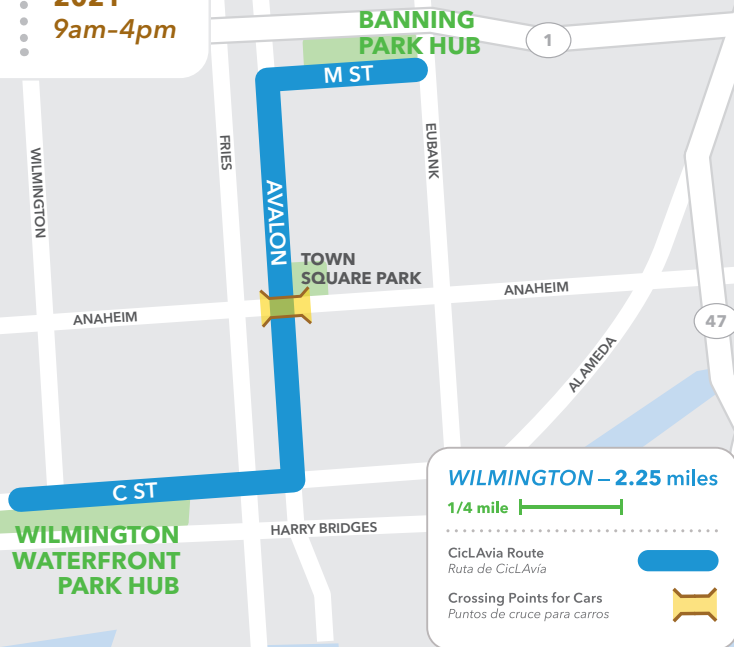 2021
9am–4pm
BANNING
PARK HUB
1
M ST
FRIES
EUBANK
WILMINGTON
AVALON
TOWN
SQUARE PARK
ANAHEIM
ANAHEIM
47
ALAMEDA
C ST
WILMINGTON
WATERFRONT
PARK HUB
HARRY BRIDGES
WILMINGTON – 2.25 miles
1/4 mile
CicLAvia Route
Ruta de CicLAvía
Crossing Points for Cars
Puntos de cruce para carros